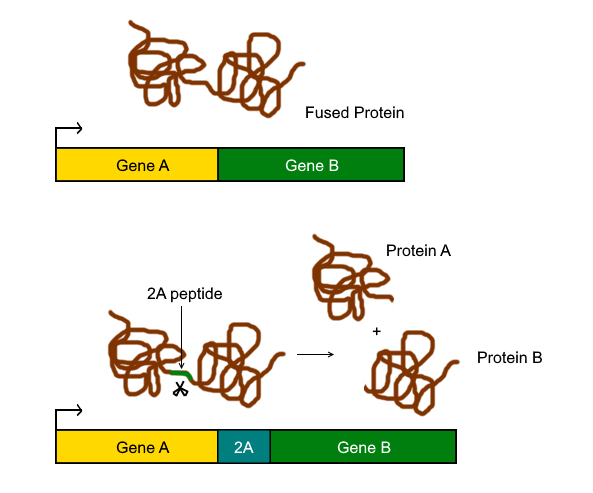 Fused Protein
Gene A
Gene B
Protein A
2A peptide
+
Protein B
Gene A
2A
Gene B